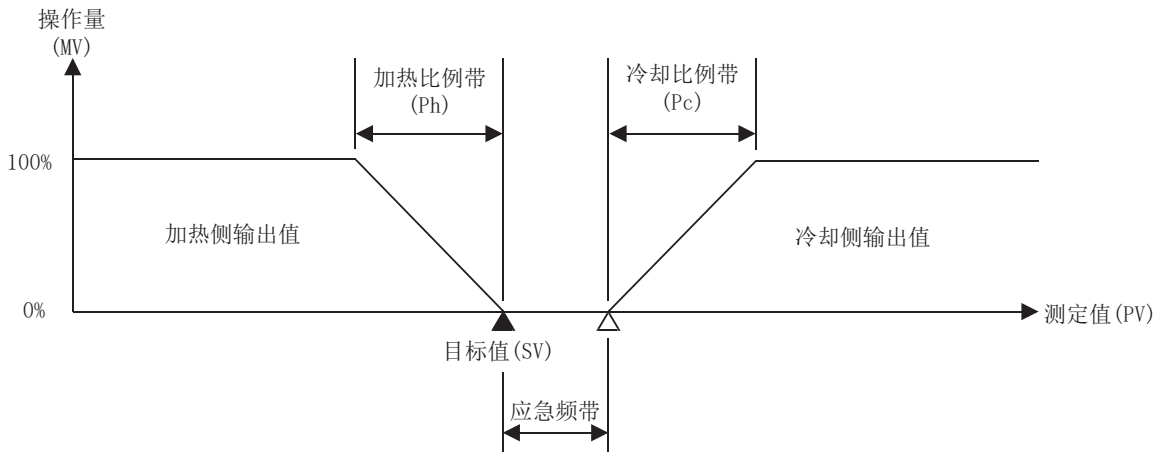 操作量
(MV)
加热比例带
(Ph)
冷却比例带
(Pc)
100%
加热侧输出值
冷却侧输出值
0%
测定值(PV)
目标值(SV)
应急频带